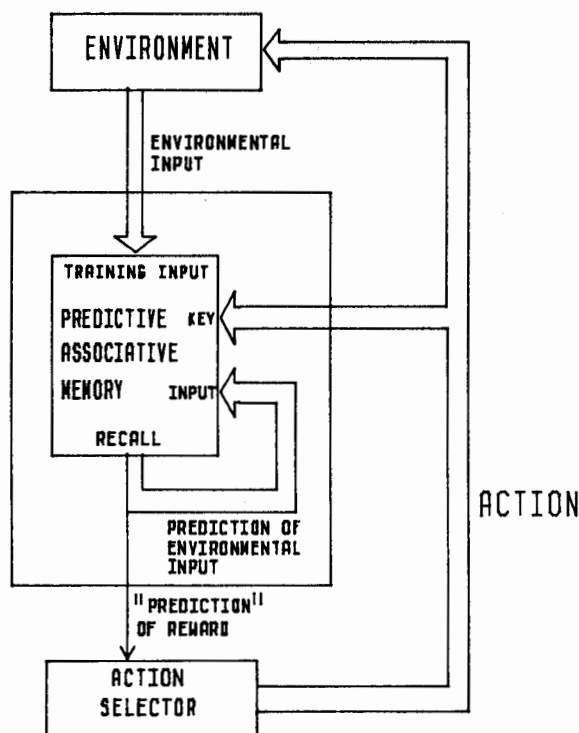 ENVIRONMENT
ENVIRONMENTAL
INPUT
TRAINING INPUT
PREDICTIVE KEY
ASSOCIATIVE
MEMORY INPUT
RECALL
PREDICTION OF
ENVIRONMENTAL
INPUT
"PREDICTION"
OF REWARD
ACTION
ACTION
SELECTOR